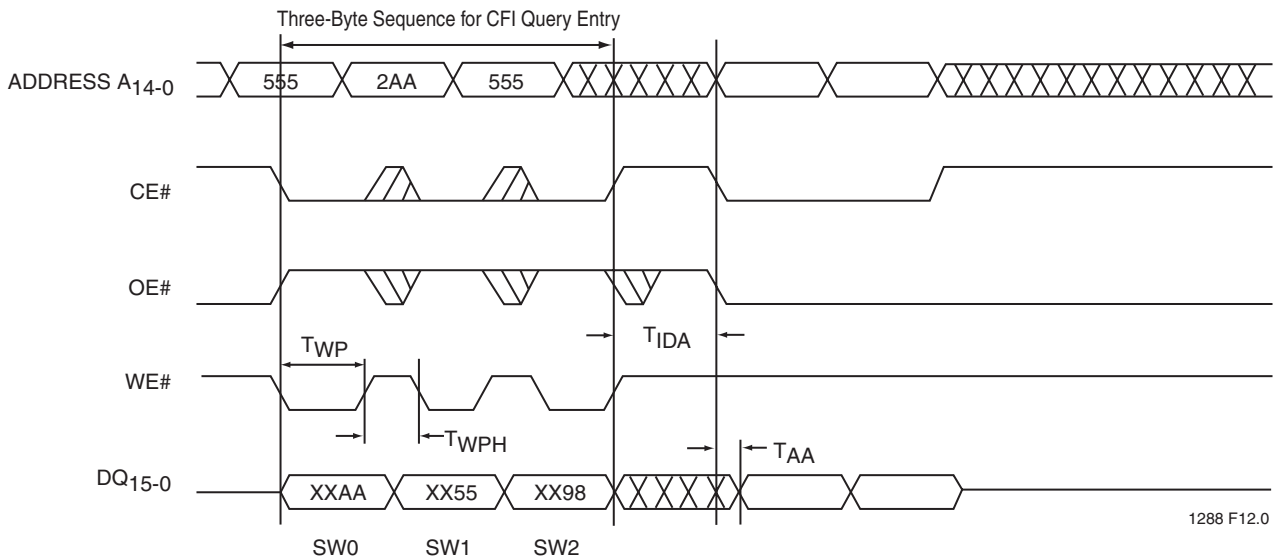 Three-Byte Sequence for CFI Query Entry
ADDRESS A14-0
555 2AA 555
CE#
OE#
TIDA
TWP
WE#
TWPH
TAA
DQ15-0
XXAA XX55 XX98
1288 F12.0
SW0 SW1 SW2